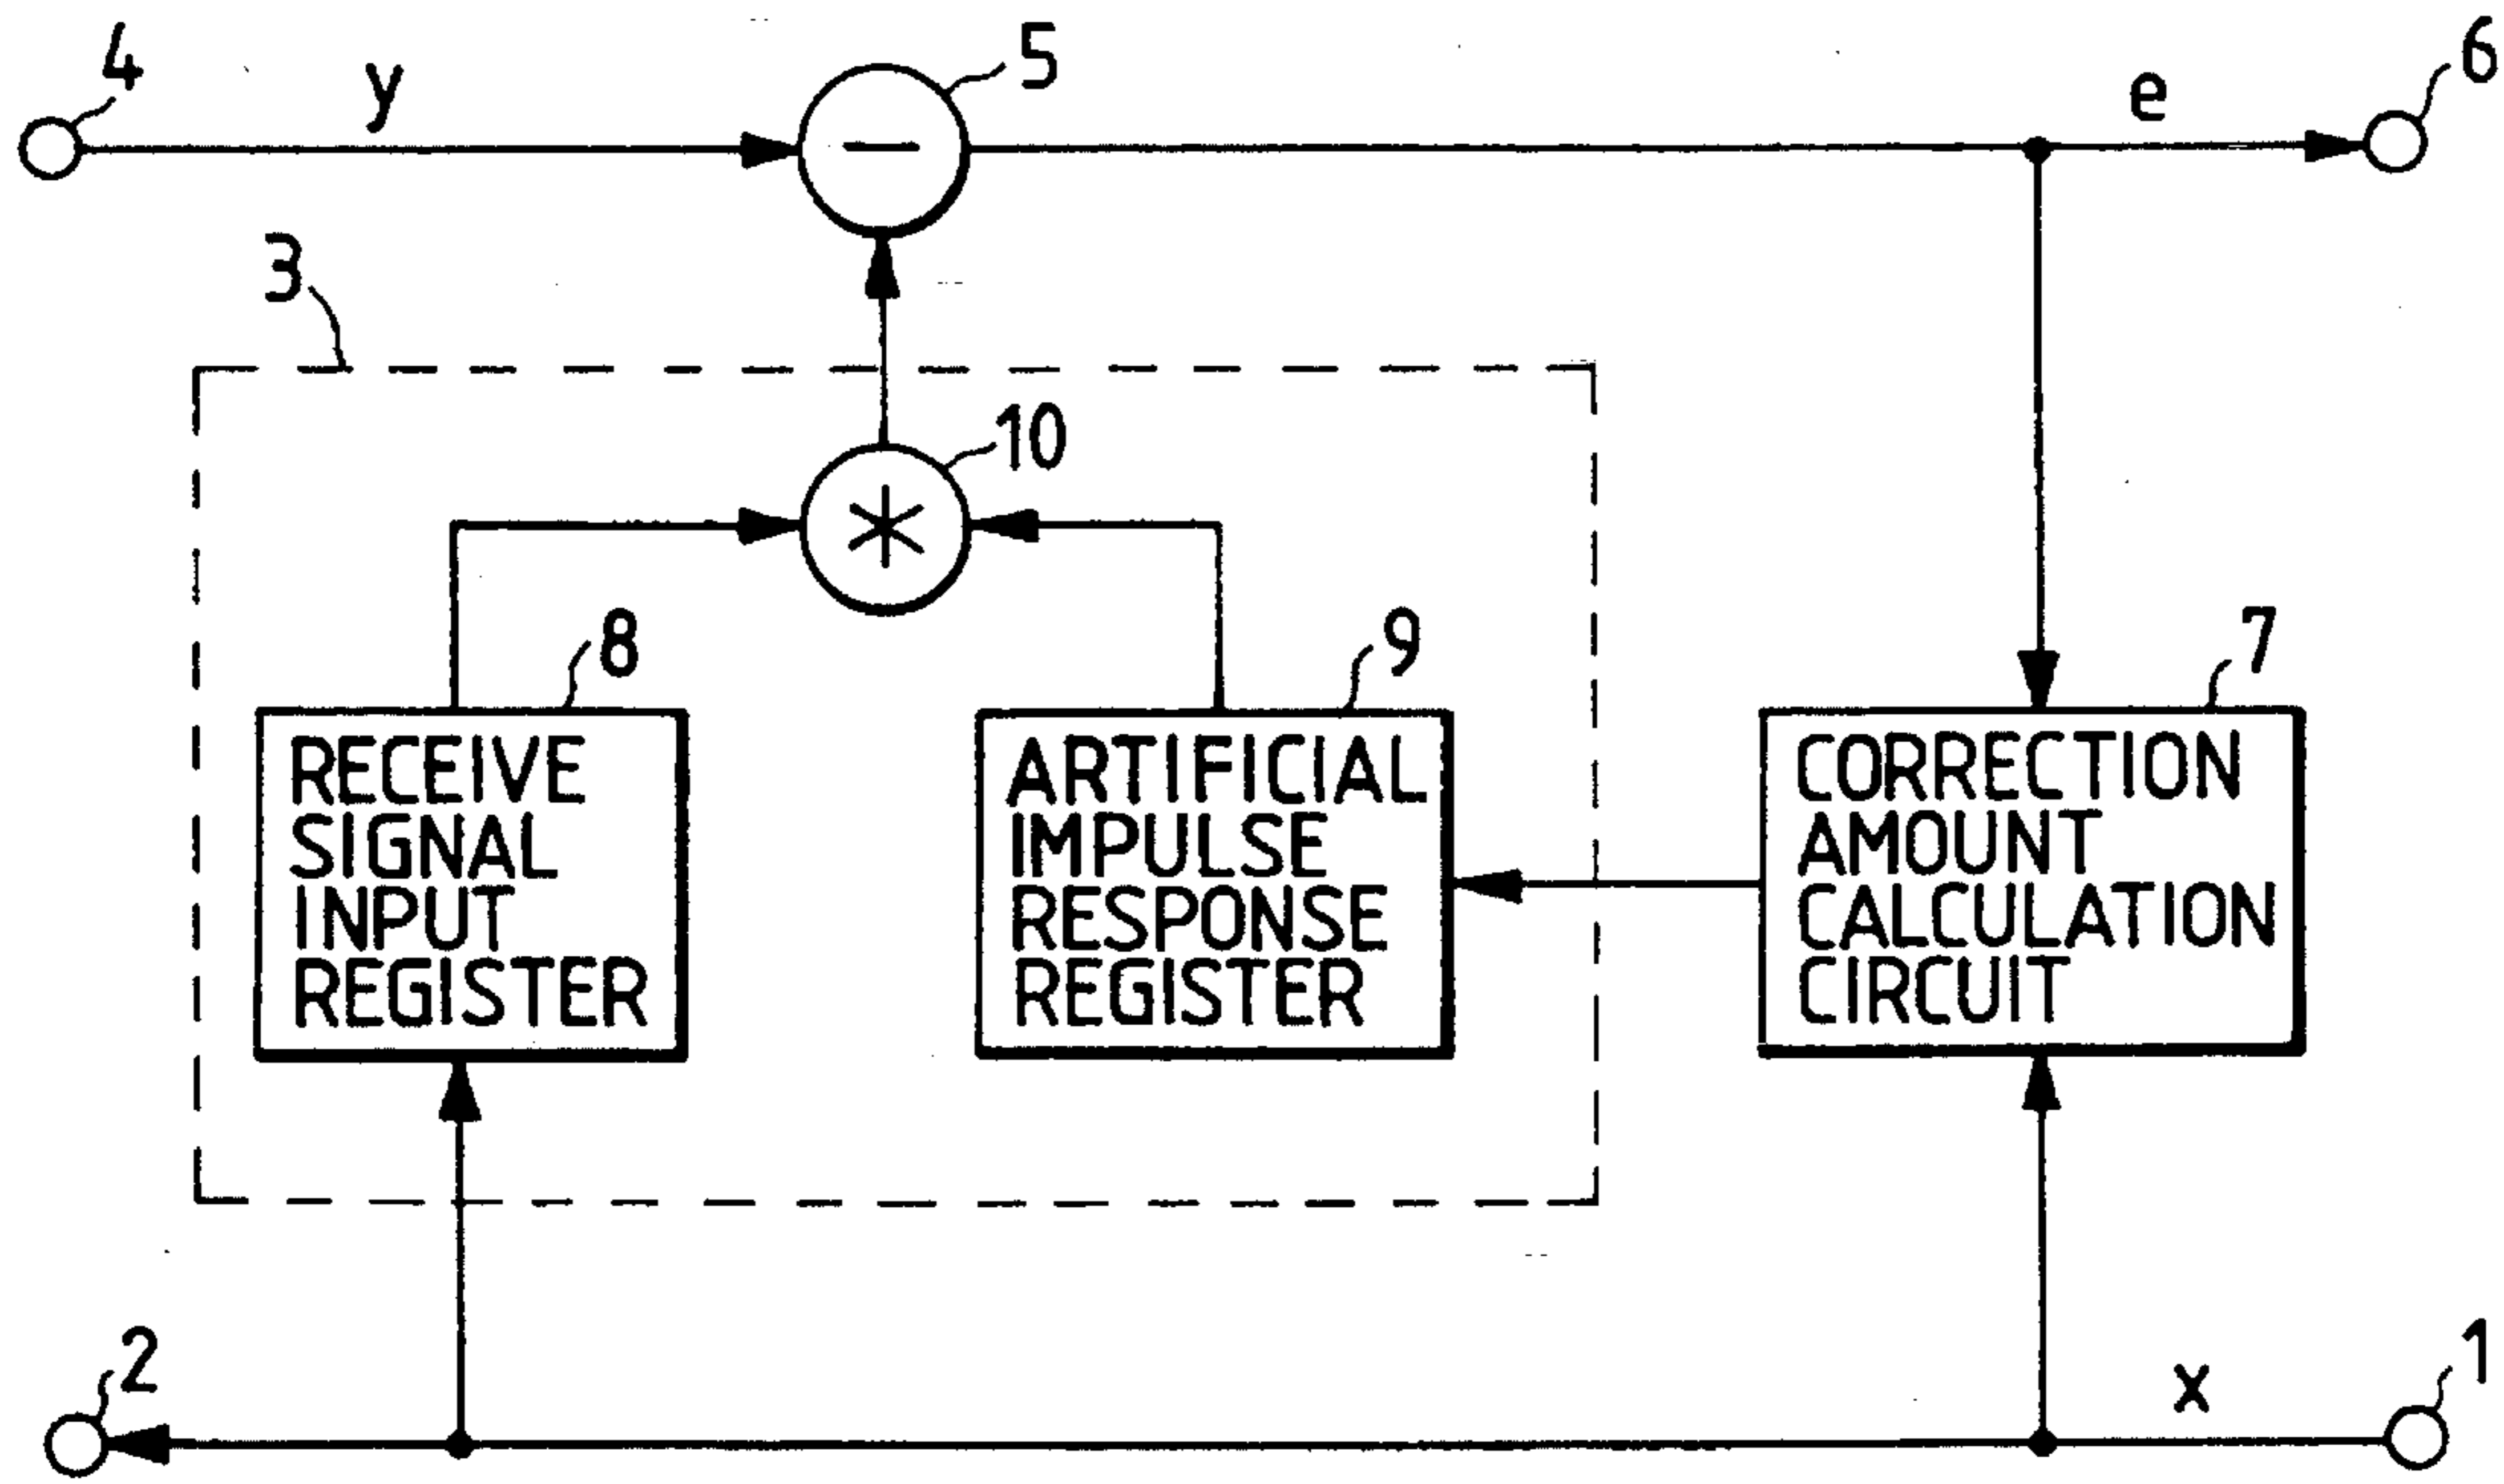 4
y
5
e
6
3
10
8
9
7
RECEIVE
SIGNAL
INPUT
REGISTER
ARTIFICIAL
IMPULSE
RESPONSE
REGISTER
CORRECTION
AMOUNT
CALCULATION
CIRCUIT
2
x
1